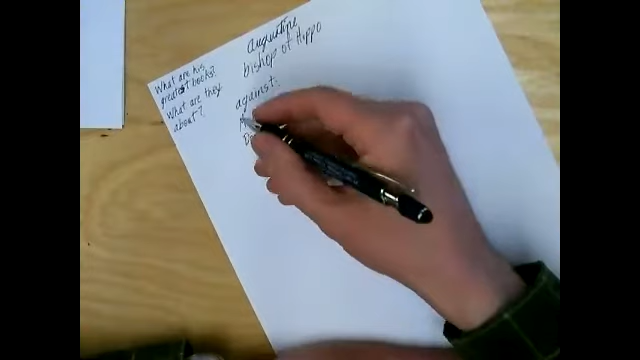 What are his
greatest books?
What are they
about?
Augustine
bishop of Hippo
against: